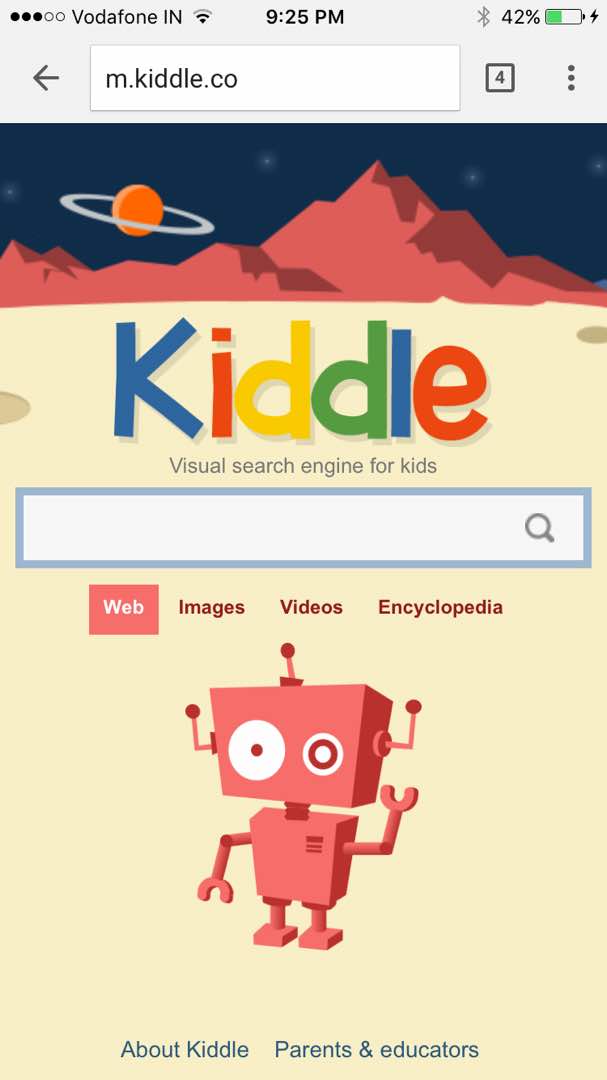 Vodafone IN 9:25 PM 42%
m.kiddle.co 4
Kiddle
Visual search engine for kids
Web Images Videos Encyclopedia
About Kiddle Parents & educators